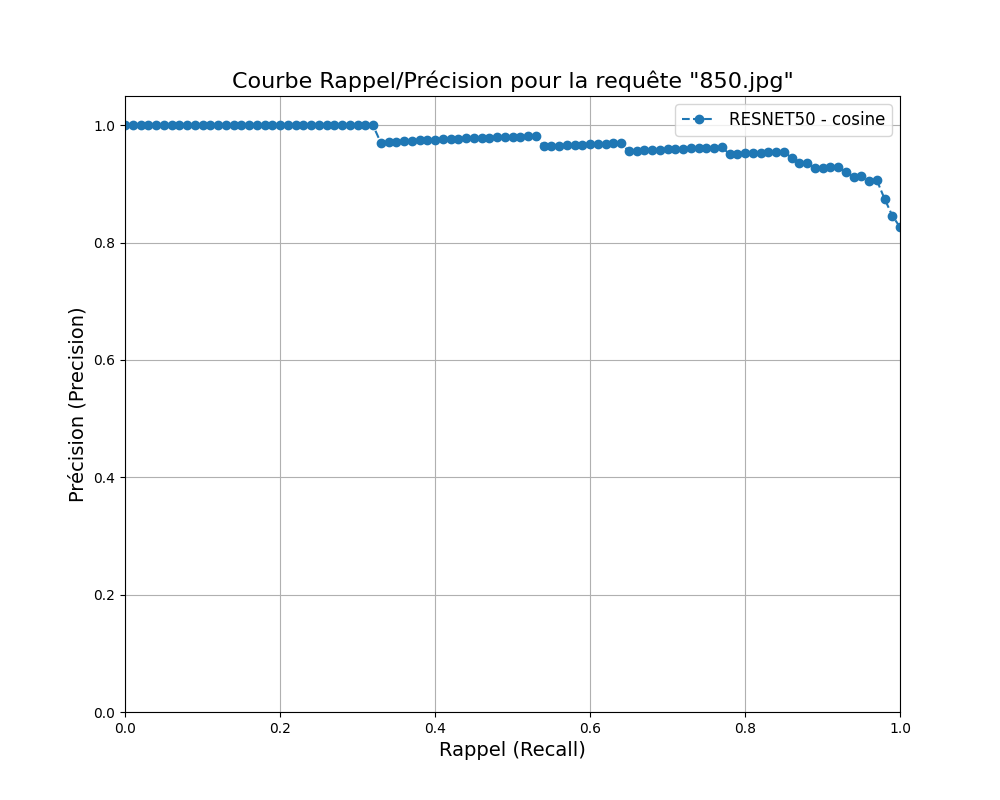 Courbe Rappel/Précision pour la requête "850.jpg"
RESNET50 - cosine
Précision (Precision)
1.0
0.8
0.6
0.4
0.2
0.0
0.0 0.2 0.4 0.6 0.8 1.0
Rappel (Recall)